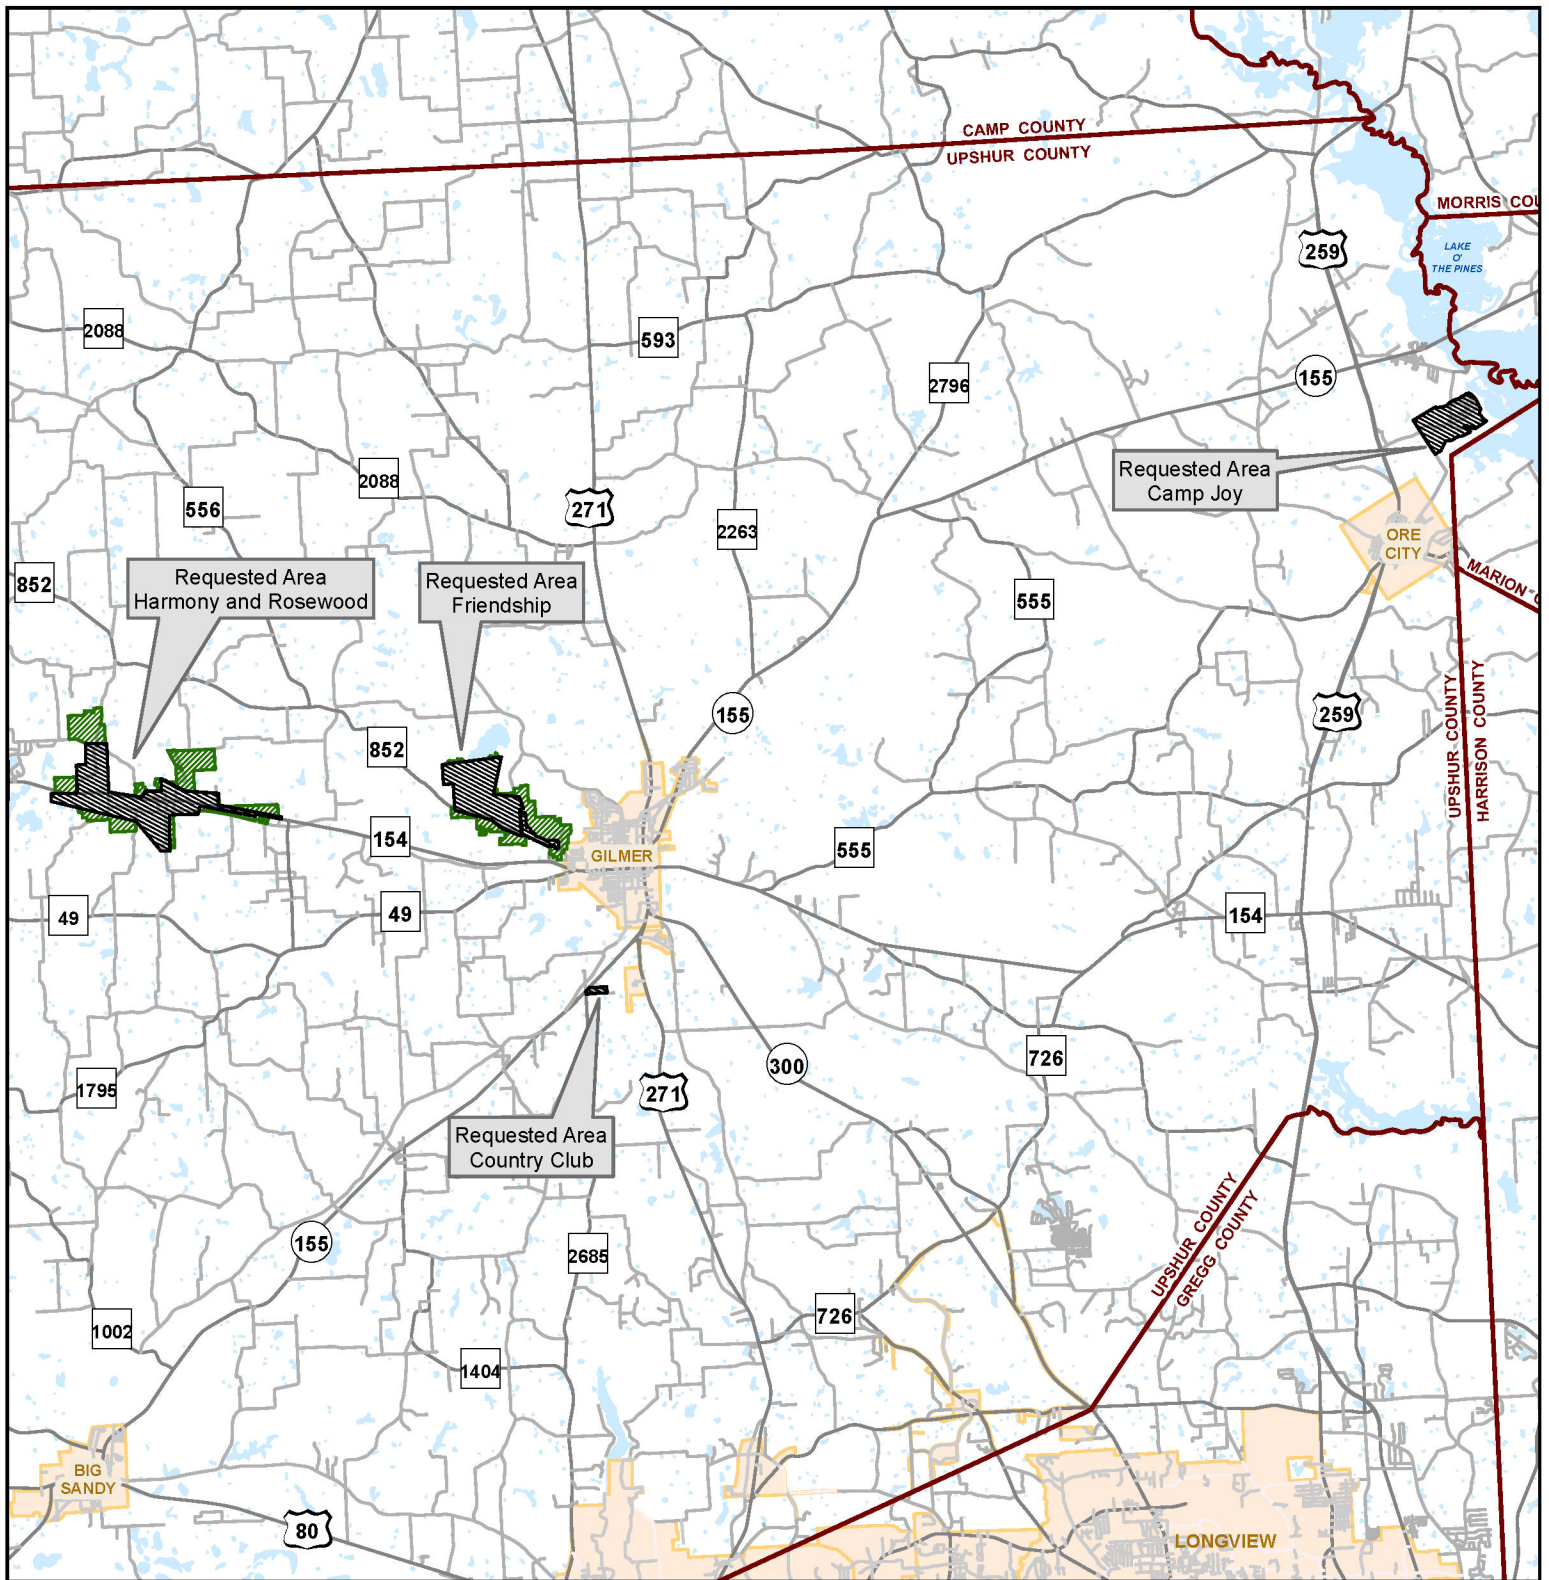 CAMP COUNTY
UPSHUR COUNTY
MORRIS COU
259
LAKE
O'
THE PINES
2088
593
155
2796
Requested Area
Camp Joy
2088
556
271
2263
ORE
CITY
852
Requested Area
Harmony and Rosewood
Requested Area
Friendship
555
MARION C
155
259
UPSHUR COUNTY
HARRISON COUNTY
852
154
555
GILMER
49
49
154
300
726
1795
271
Requested Area
Country Club
155
2685
UPSHUR COUNTY
GREGG COUNTY
726
1002
1404
BIG
SANDY
80
LONGVIEW